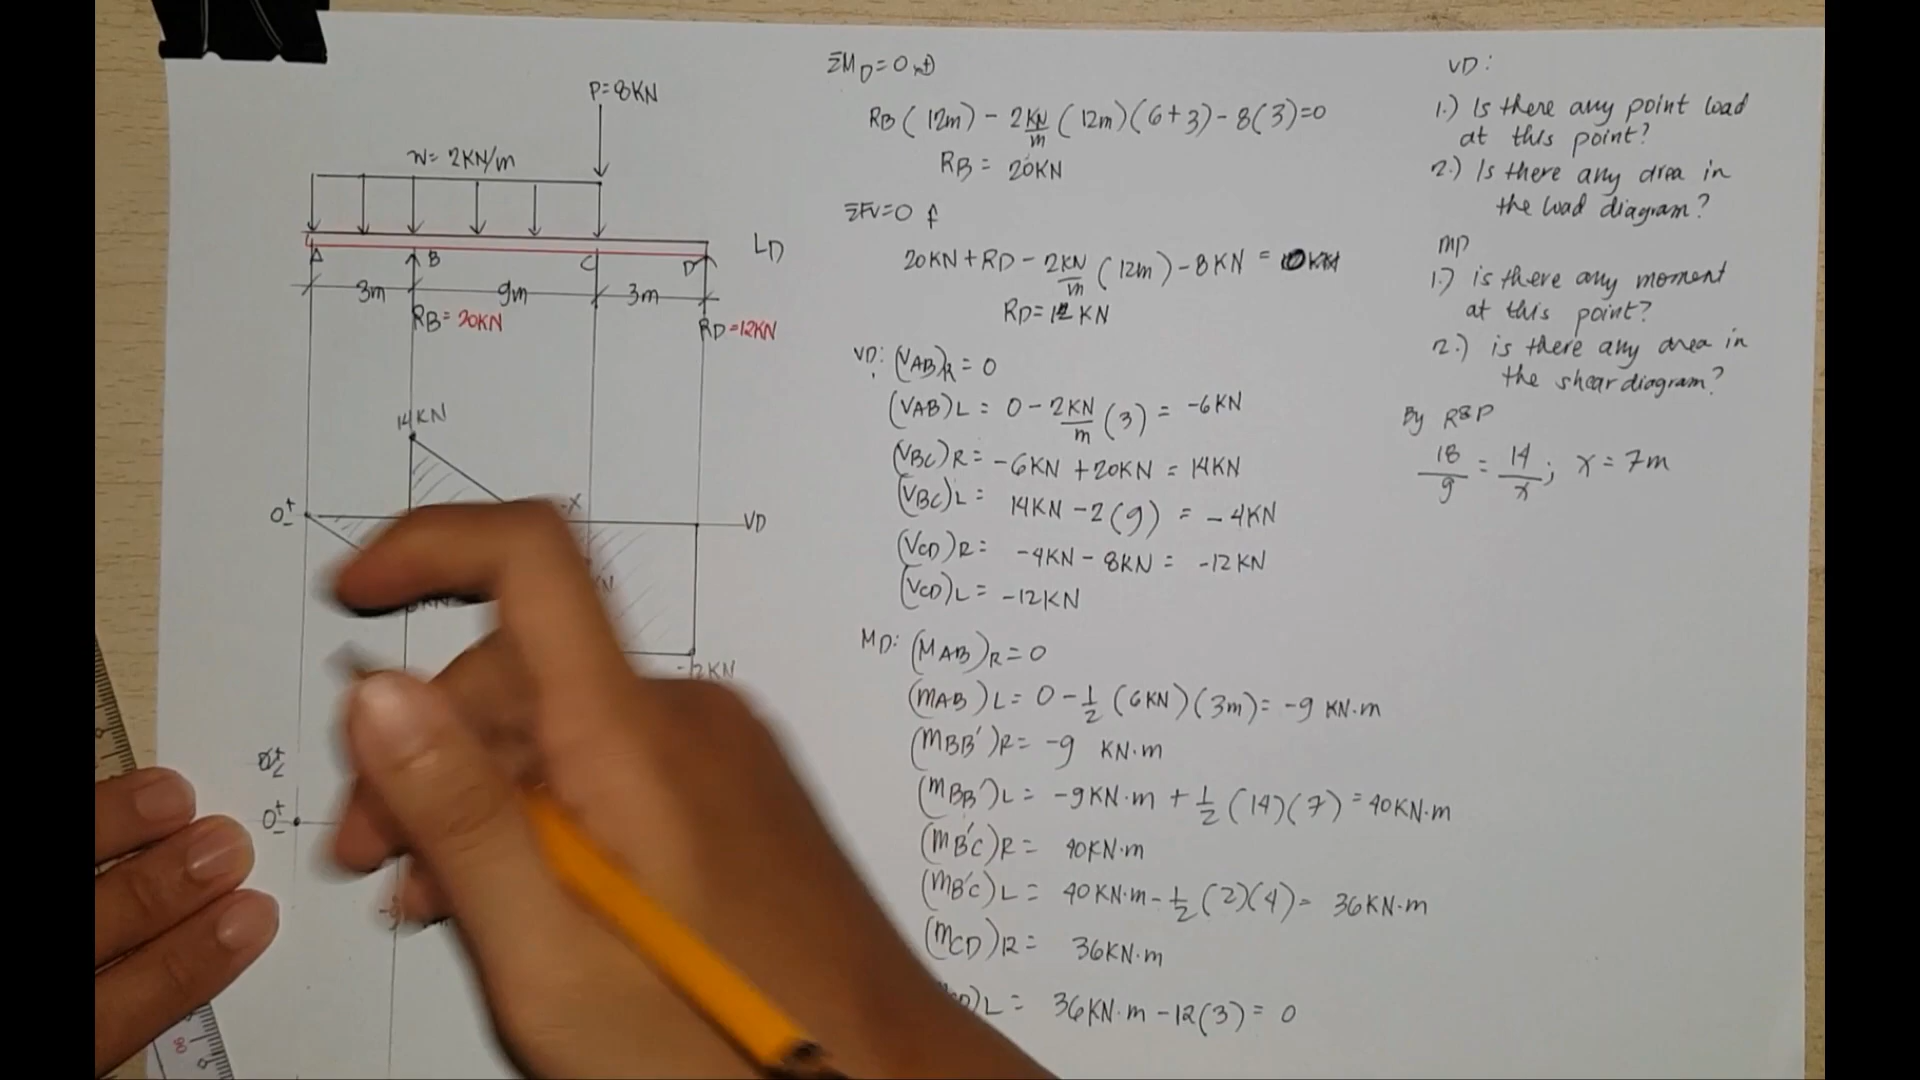 P=8KN
w=2KN/m
A
B
C
D
LD
3m
9m
3m
RB=20KN
RD=12KN
14KN
0±
x
VD
-12KN
0±
ΣMD=0
RB(12m) - 2KN/m (12m)(6+3) - 8(3)=0
RB= 20KN
ΣFV=0
20KN+RD - 2KN/m (12m) - 8KN =
RD=12 KN
VD: (VAB)R = 0
(VAB)L = 0 - 2KN/m (3) = -6KN
(VBC)R = -6KN +20KN = 14KN
(VBC)L = 14KN - 2(9) = -4KN
(VCD)R= -4KN - 8KN = -12KN
(VCD)L= -12KN
MD: (MAB)R=0
(MAB)L= 0 - 1/2 (6KN)(3m)= -9 KN·m
(MBB')R= -9 KN·m
(MBB')L= -9KN·m + 1/2 (14)(7) = 40KN·m
(MB'C)R= 40KN·m
(MB'C)L = 40KN·m - 1/2 (2)(4) = 36KN·m
(MCD)R= 36KN·m
)L = 36KN·m - 12(3) = 0
VD:
1.) Is there any point load
at this point?
2.) Is there any area in
the load diagram?
MD
1.) is there any moment
at this point?
2.) is there any area in
the shear diagram?
By R&P
18/9 = 14/x; x = 7m